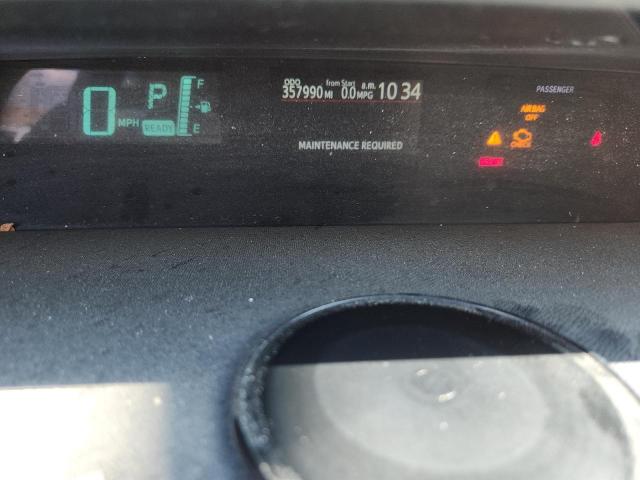 0 MPH
P
READY
F
E
ODO from Start a.m.
357990 MI 0.0 MPG 10 34
MAINTENANCE REQUIRED
PASSENGER
AIRBAG
OFF
CHECK